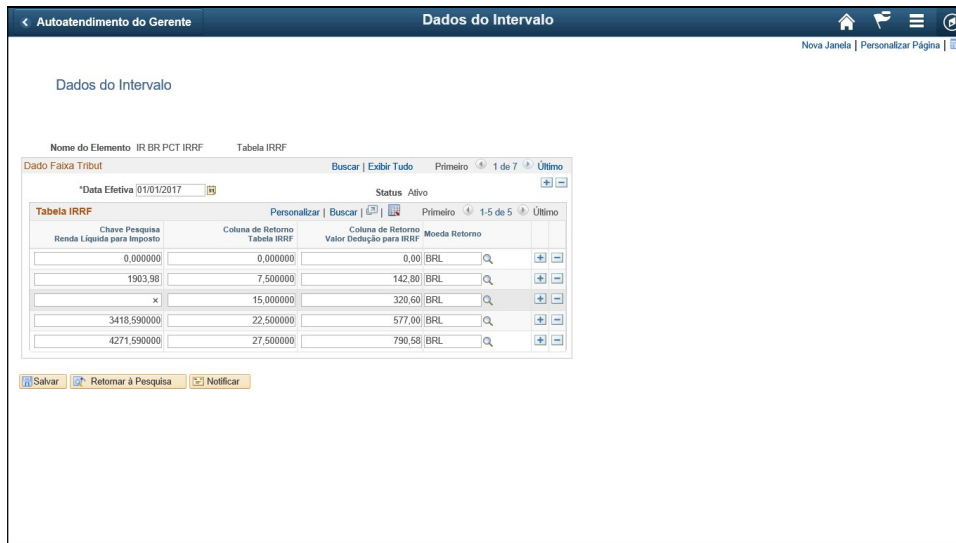 Autoatendimento do Gerente Dados do Intervalo
Nova Janela | Personalizar Página |
Dados do Intervalo
Nome do Elemento IR BR PCT IRRF Tabela IRRF
Dado Faixa Tribut Buscar | Exibir Tudo Primeiro 1 de 7 Último
*Data Efetiva 01/01/2017 Status Ativo
Tabela IRRF Personalizar | Buscar | | Primeiro 1-5 de 5 Último
Chave Pesquisa Coluna de Retorno Coluna de Retorno Moeda Retorno
Renda Líquida para Imposto Tabela IRRF Valor Dedução para IRRF
0,000000 0,000000 0,00 BRL
1903,98 7,500000 142,80 BRL
× 15,000000 320,60 BRL
3418,590000 22,500000 577,00 BRL
4271,590000 27,500000 790,58 BRL
Salvar Retornar à Pesquisa Notificar